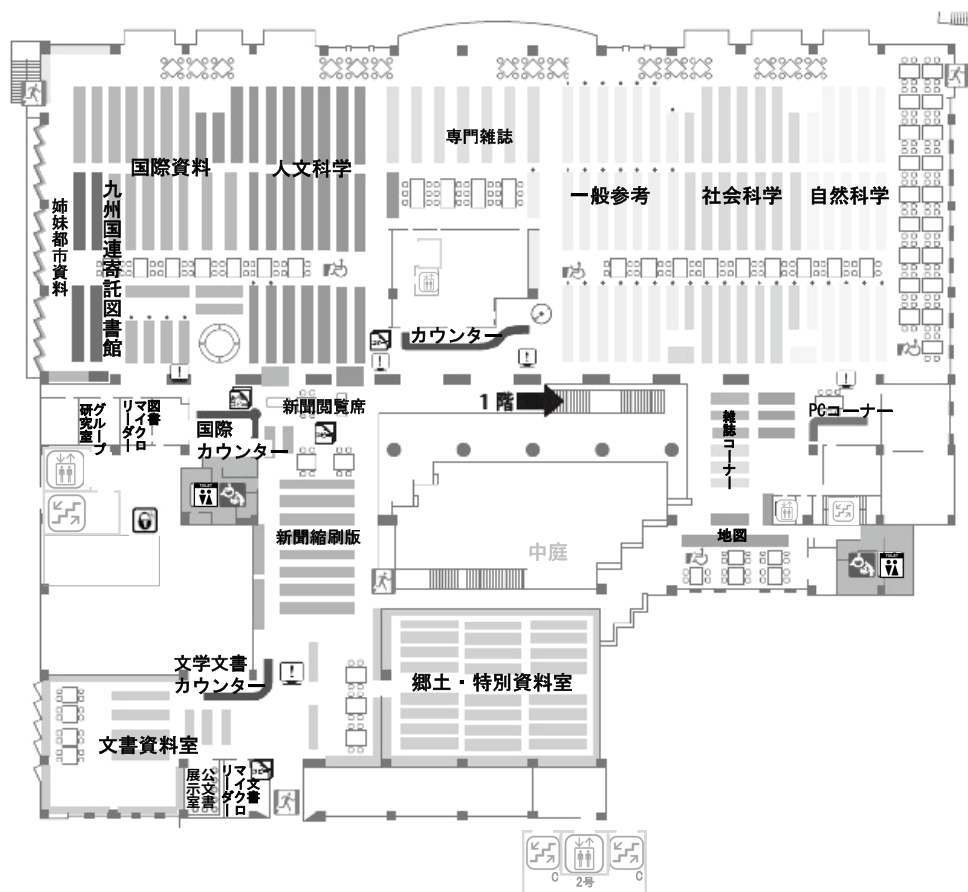 専門雑誌
国際資料
人文科学
一般参考
社会科学
自然科学
姉妹都市資料
九州国連寄託図書館
カウンター
1階
新聞閲覧席
グループ
研究室
図書
マイクロ
リーダー
国際
カウンター
雑誌コーナー
PCコーナー
TOILET
新聞縮刷版
中庭
地図
TOILET
文学文書
カウンター
郷土・特別資料室
文書資料室
公文書
展示室
文書
マイクロ
リーダー
C
2号
C